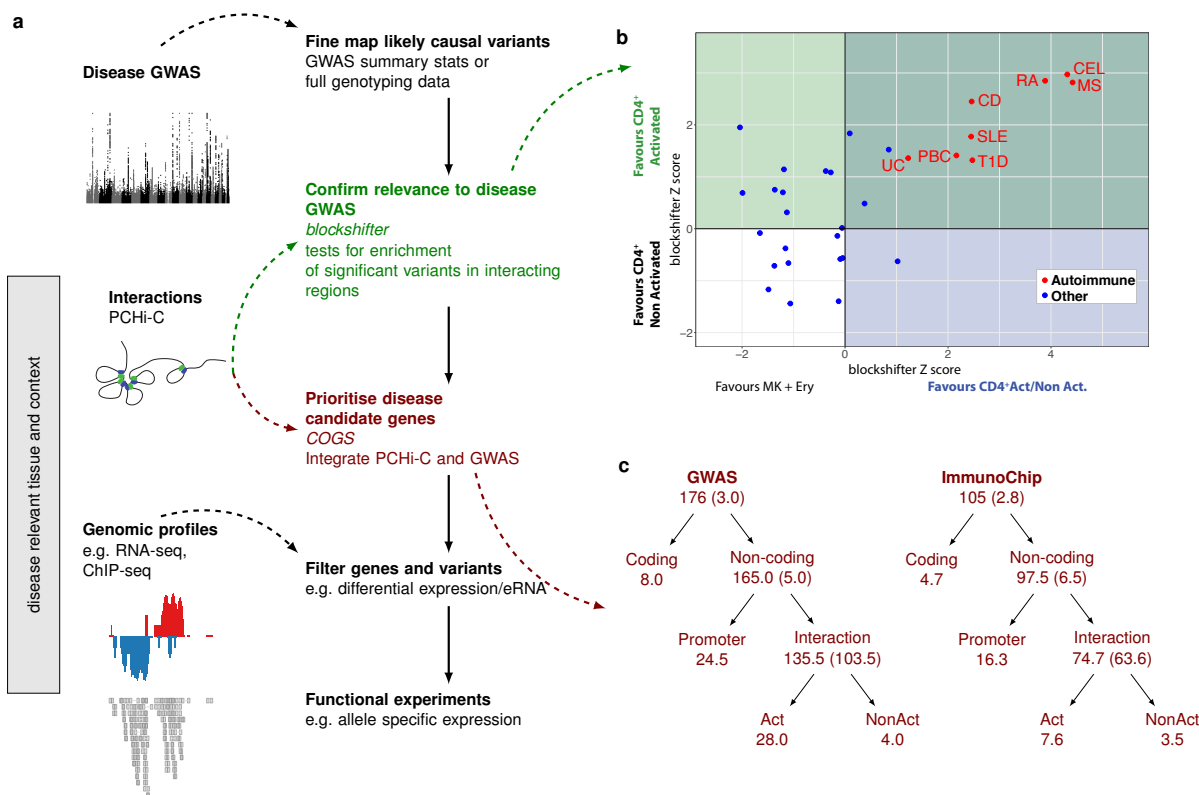 a
Disease GWAS
Fine map likely causal variants
GWAS summary stats or
full genotyping data
Confirm relevance to disease
GWAS
blockshifter
tests for enrichment
of significant variants in interacting
regions
Interactions
PCHi-C
Prioritise disease
candidate genes
COGS
Integrate PCHi-C and GWAS
disease relevant tissue and context
Genomic profiles
e.g. RNA-seq,
ChIP-seq
Filter genes and variants
e.g. differential expression/eRNA
Functional experiments
e.g. allele specific expression
b
Favours CD4⁺
Activated
Favours CD4⁺
Non Activated
blockshifter Z score
2
0
−2
RA
CEL
MS
CD
SLE
UC
PBC
T1D
Autoimmune
Other
−2
0
2
4
blockshifter Z score
Favours MK + Ery
Favours CD4⁺Act/Non Act.
c
GWAS
176 (3.0)
Coding
8.0
Non-coding
165.0 (5.0)
Promoter
24.5
Interaction
135.5 (103.5)
Act
28.0
NonAct
4.0
ImmunoChip
105 (2.8)
Coding
4.7
Non-coding
97.5 (6.5)
Promoter
16.3
Interaction
74.7 (63.6)
Act
7.6
NonAct
3.5